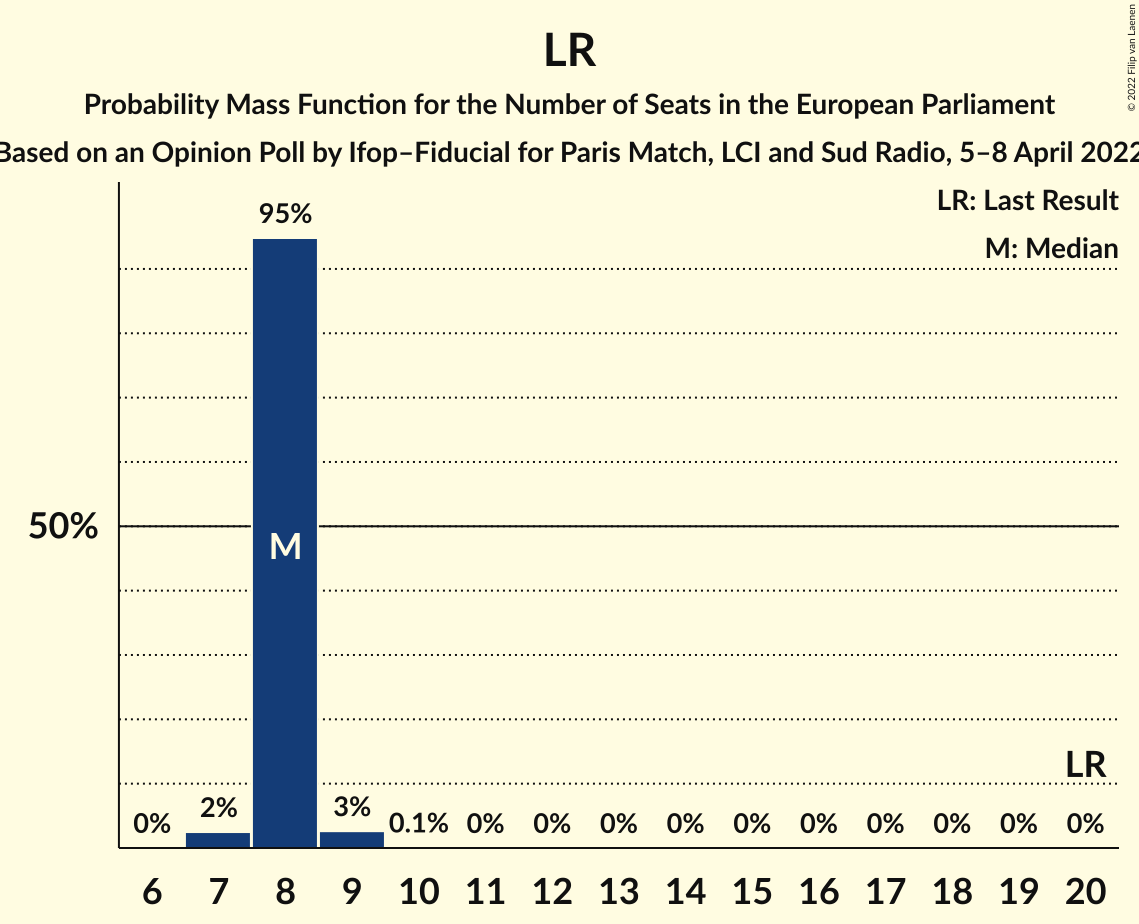 LR
Probability Mass Function for the Number of Seats in the European Parliament
Based on an Opinion Poll by Ifop–Fiducial for Paris Match, LCI and Sud Radio, 5–8 April 2022
© 2022 Filip van Laenen
LR: Last Result
M: Median
95%
50%
M
LR
0% 2% 3% 0.1% 0% 0% 0% 0% 0% 0% 0% 0% 0% 0%
6 7 8 9 10 11 12 13 14 15 16 17 18 19 20